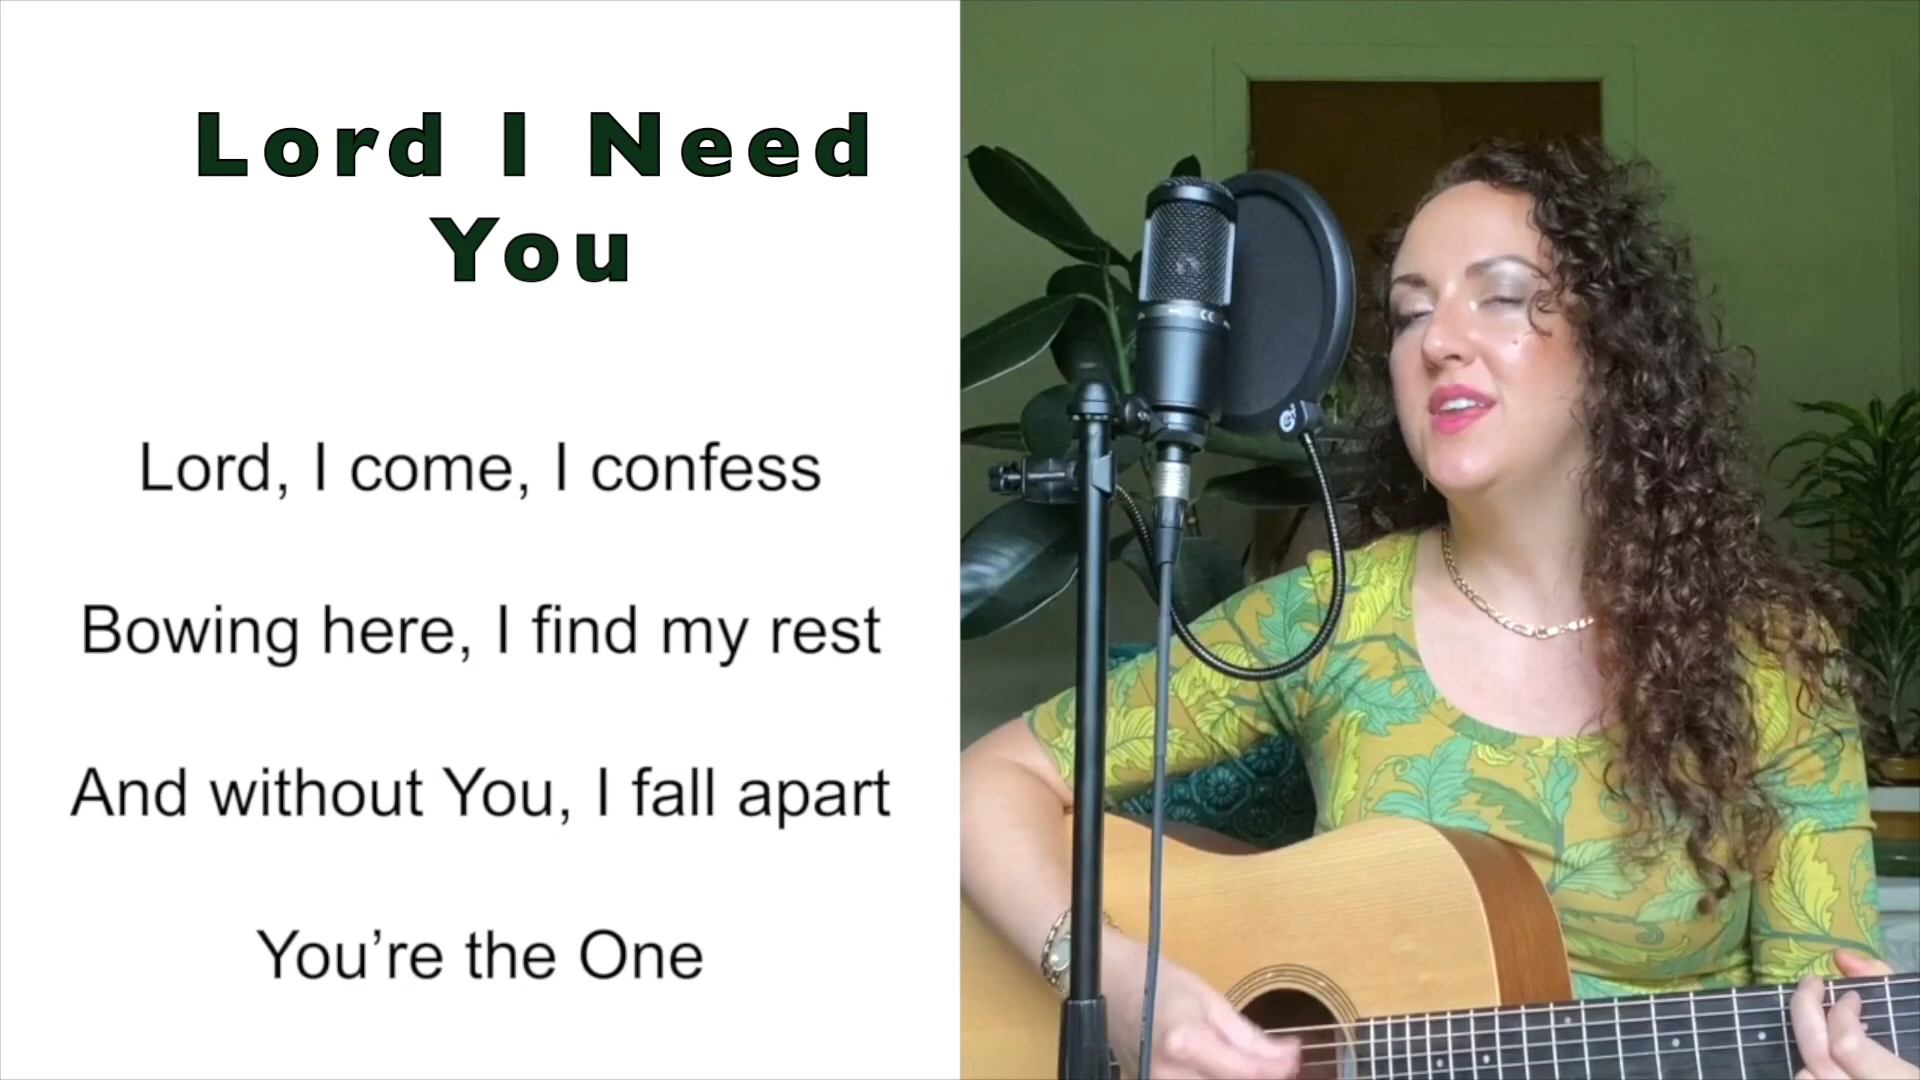 Lord I Need
You
Lord, I come, I confess
Bowing here, I find my rest
And without You, I fall apart
You’re the One